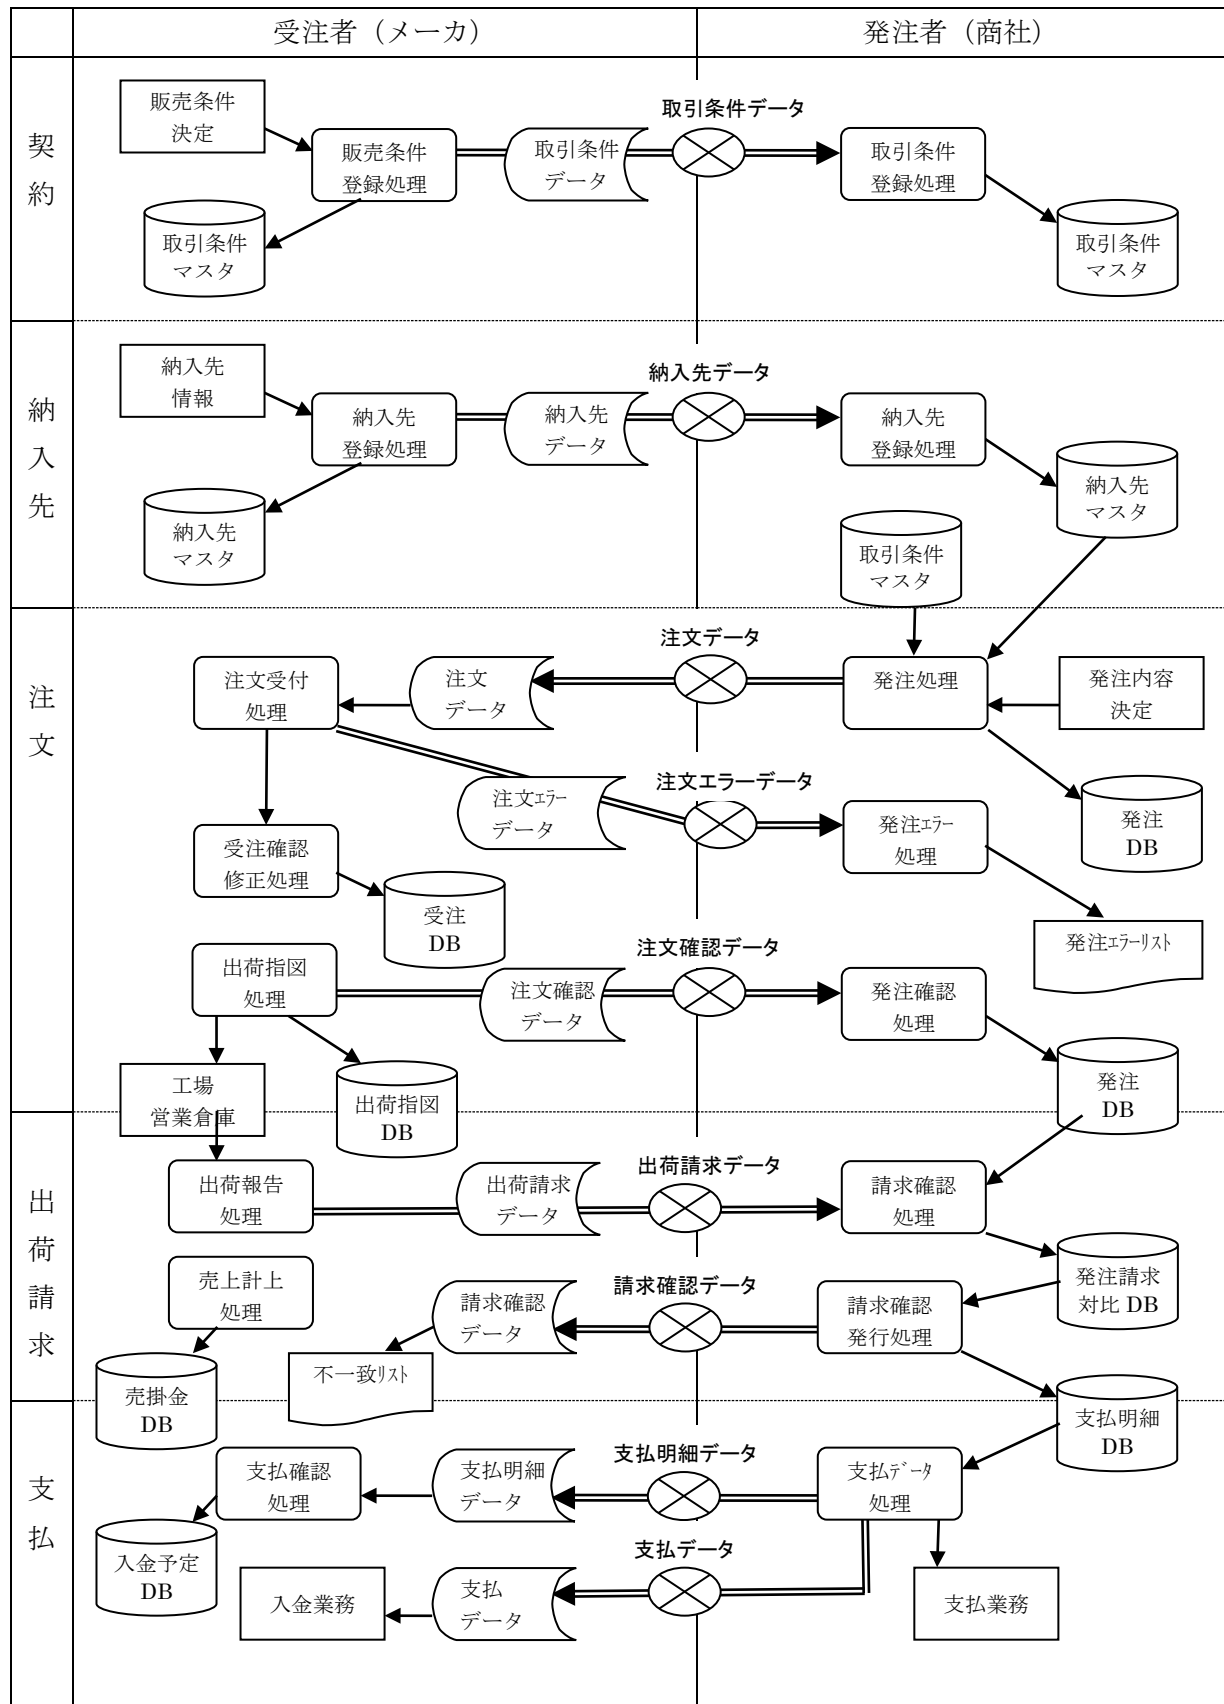 受注者（メーカ）
発注者（商社）
契
約
販売条件
決定
販売条件
登録処理
取引条件
データ
取引条件データ
取引条件
登録処理
取引条件
マスタ
取引条件
マスタ
納
入
先
納入先
情報
納入先
登録処理
納入先
データ
納入先データ
納入先
登録処理
納入先
マスタ
納入先
マスタ
取引条件
マスタ
注
文
注文受付
処理
注文
データ
注文データ
発注処理
発注内容
決定
注文ｴﾗｰ
データ
注文エラーデータ
発注ｴﾗｰ
処理
発注
DB
受注確認
修正処理
受注
DB
発注ｴﾗｰﾘｽﾄ
出荷指図
処理
注文確認
データ
注文確認データ
発注確認
処理
工場
営業倉庫
出荷指図
DB
発注
DB
出
荷
請
求
出荷報告
処理
出荷請求
データ
出荷請求データ
請求確認
処理
売上計上
処理
請求確認
データ
請求確認データ
請求確認
発行処理
発注請求
対比 DB
売掛金
DB
不一致ﾘｽﾄ
支払明細
DB
支
払
支払確認
処理
支払明細
データ
支払明細データ
支払ﾃﾞｰﾀ
処理
入金予定
DB
入金業務
支払
データ
支払データ
支払業務